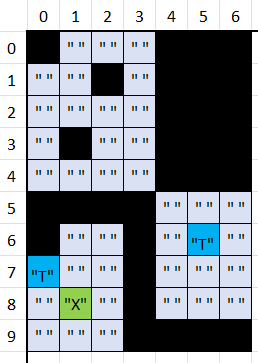 0 1 2 3 4 5 6
0 " " " " " "
1 " " " " " "
2 " " " " " " " "
3 " " " " " "
4 " " " " " " " "
5 " " " " " "
6 " " " " " " "T" " "
7 "T" " " " " " " " " " "
8 " " "X" " " " " " " " "
9 " " " " " "